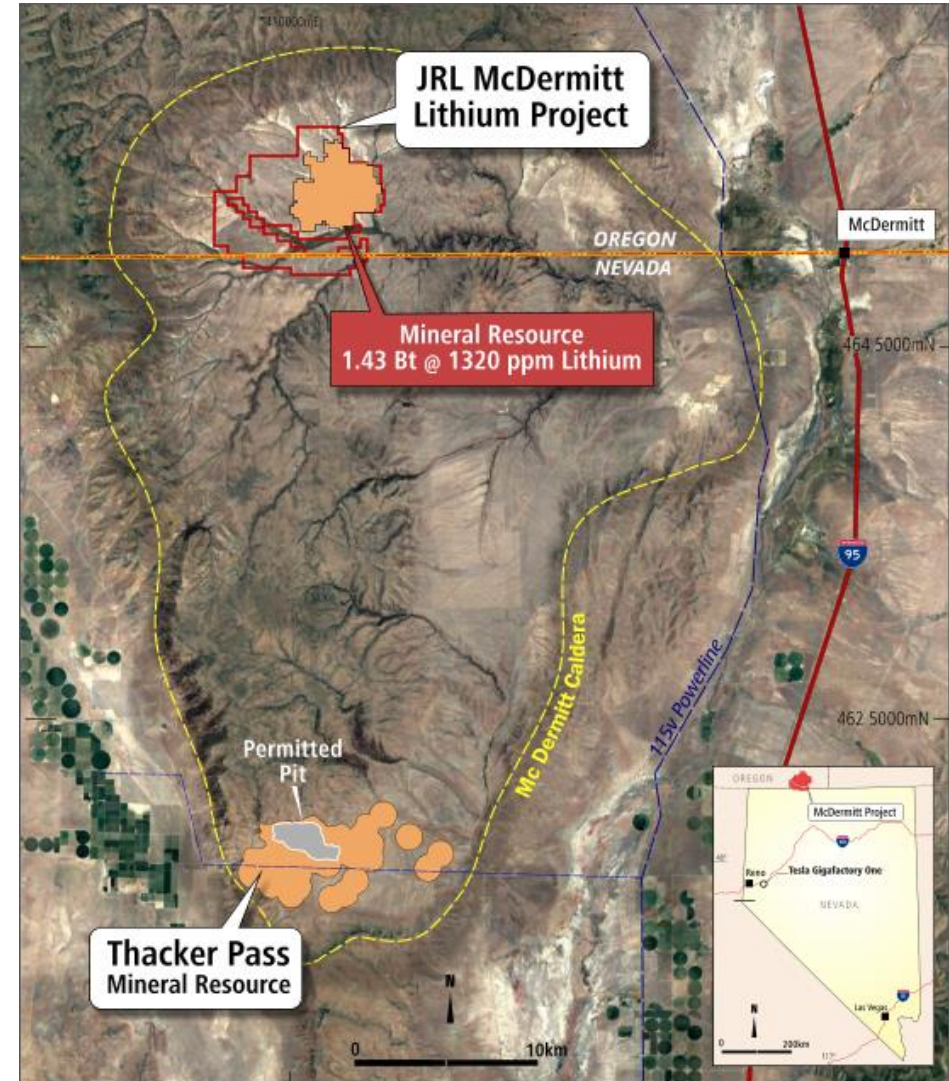 410000mE
JRL McDermitt
Lithium Project
McDermitt
OREGON
NEVADA
Mineral Resource
1.43 Bt @ 1320 ppm Lithium
464 5000mN
95
Mc Dermitt Caldera
115v Powerline
462 5000mN
Permitted
Pit
Thacker Pass
Mineral Resource
N
0 10km
OREGON
McDermitt Project
Reno
Tesla Gigafactory One
NEVADA
Las Vegas
N
0 200km